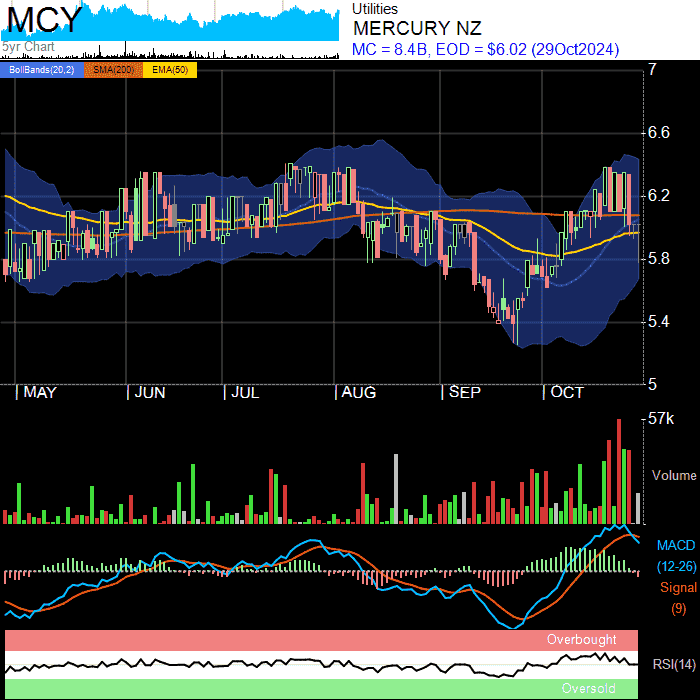 MCY
5yr Chart
Utilities
MERCURY NZ
MC = 8.4B, EOD = $6.02 (29Oct2024)
BollBands(20,2) SMA(200) EMA(50)
7
6.6
6.2
5.8
5.4
5
MAY JUN JUL AUG SEP OCT
57k
Volume
MACD
(12-26)
Signal
(9)
Overbought
RSI(14)
Oversold